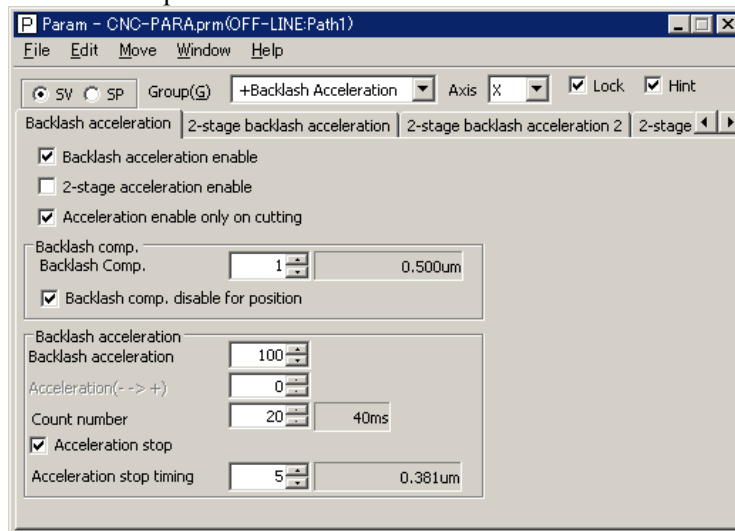 P Param - CNC-PARA.prm(OFF-LINE:Path1)
File Edit Move Window Help
SV SP Group(G) +Backlash Acceleration Axis X Lock Hint
Backlash acceleration 2-stage backlash acceleration 2-stage backlash acceleration 2 2-stage
Backlash acceleration enable
2-stage acceleration enable
Acceleration enable only on cutting
Backlash comp.
Backlash Comp. 1 0.500um
Backlash comp. disable for position
Backlash acceleration
Backlash acceleration 100
Acceleration(- -> +) 0
Count number 20 40ms
Acceleration stop
Acceleration stop timing 5 0.381um